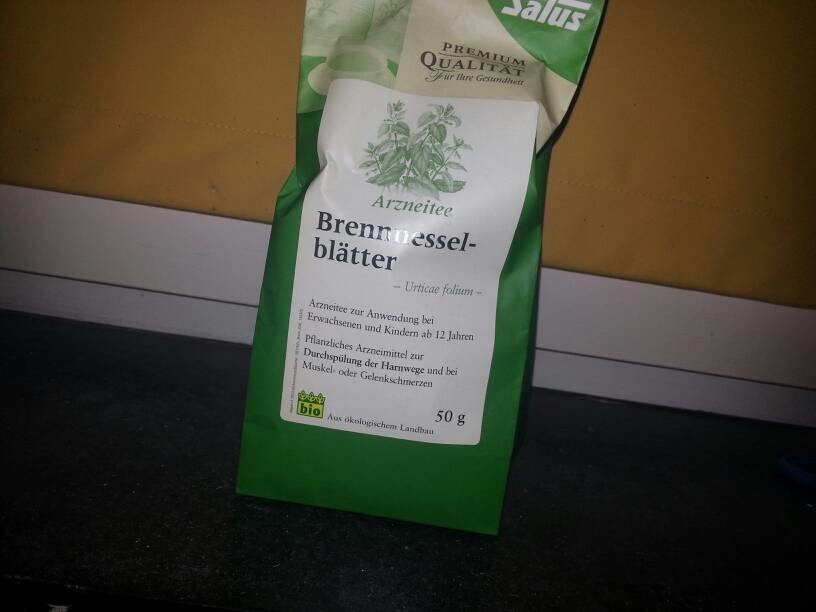 Salus
PREMIUM
QUALITÄT
Für Ihre Gesundheit
Arzneitee
Brennnessel-
blätter
– Urticae folium –
Arzneitee zur Anwendung bei
Erwachsenen und Kindern ab 12 Jahren
Pflanzliches Arzneimittel zur
Durchspülung der Harnwege und bei
Muskel- oder Gelenkschmerzen
bio
Aus ökologischem Landbau
50 g